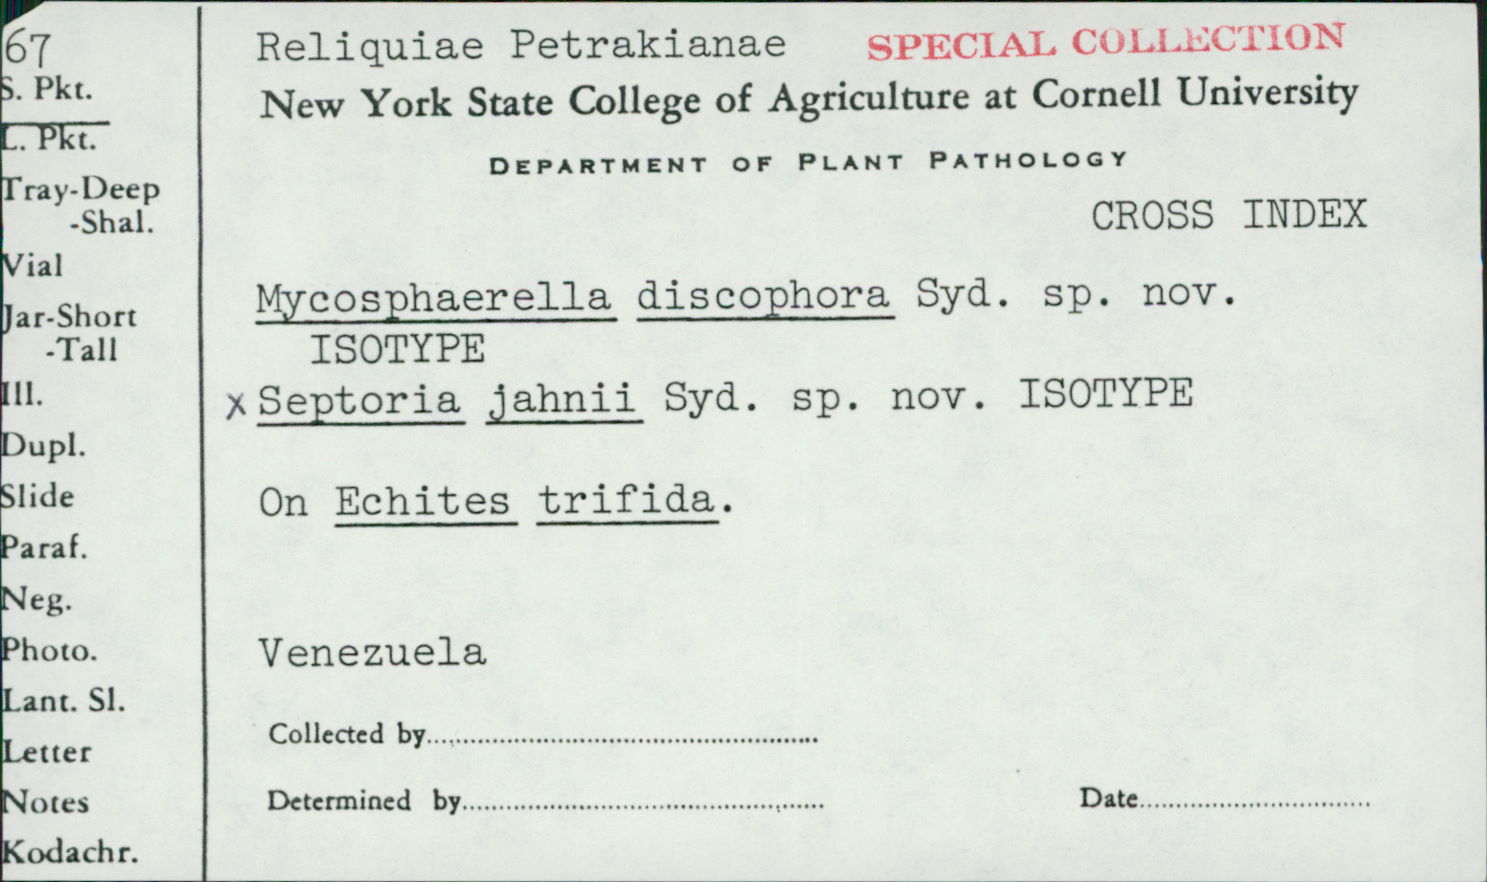 67
S. Pkt.
L. Pkt.
Tray-Deep
-Shal.
Vial
Jar-Short
-Tall
Ill.
Dupl.
Slide
Paraf.
Neg.
Photo.
Lant. Sl.
Letter
Notes
Kodachr.
Reliquiae Petrakianae SPECIAL COLLECTION
New York State College of Agriculture at Cornell University
DEPARTMENT OF PLANT PATHOLOGY
CROSS INDEX
Mycosphaerella discophora Syd. sp. nov.
ISOTYPE
x Septoria jahnii Syd. sp. nov. ISOTYPE
On Echites trifida.
Venezuela
Collected by
Determined by Date